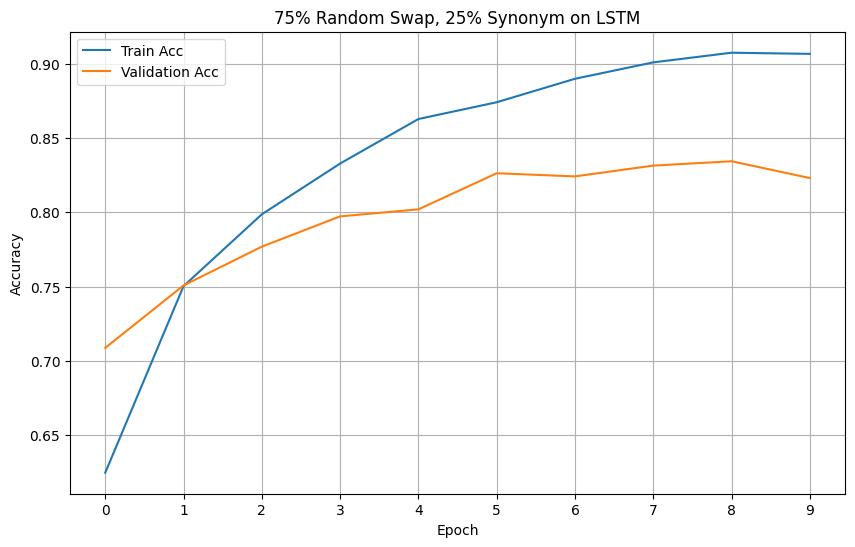 75% Random Swap, 25% Synonym on LSTM
Train Acc
Validation Acc
Accuracy
0.90
0.85
0.80
0.75
0.70
0.65
0 1 2 3 4 5 6 7 8 9
Epoch